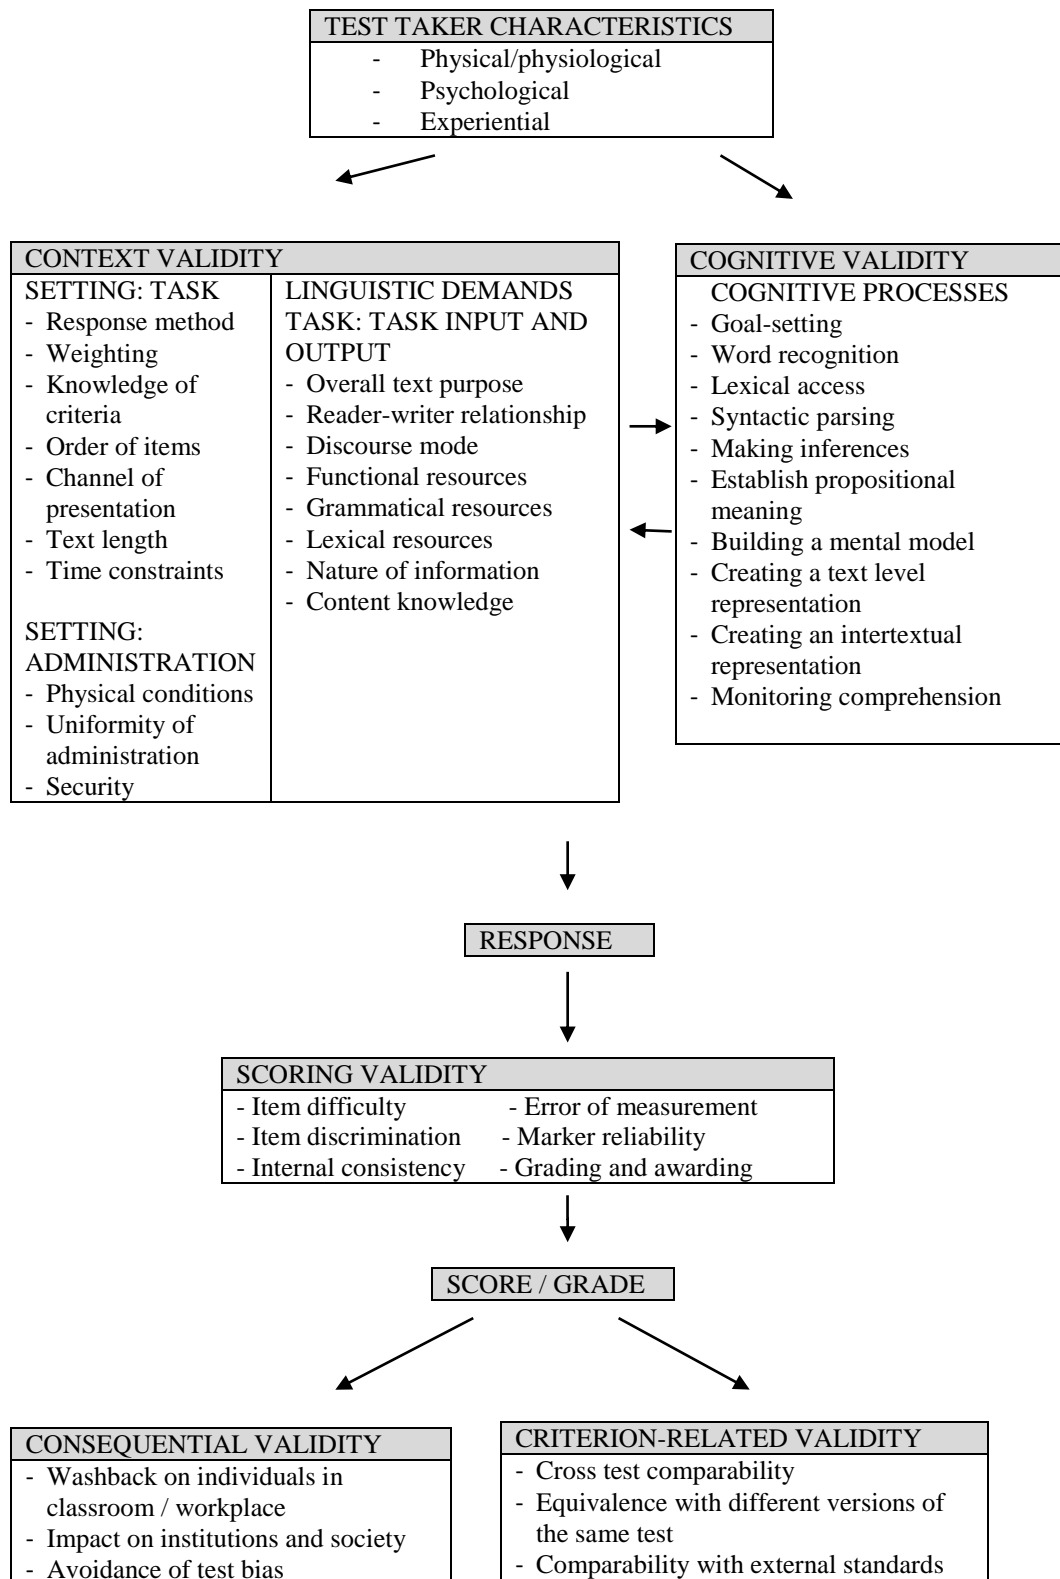 TEST TAKER CHARACTERISTICS
- Physical/physiological
- Psychological
- Experiential
CONTEXT VALIDITY
SETTING: TASK
- Response method
- Weighting
- Knowledge of
criteria
- Order of items
- Channel of
presentation
- Text length
- Time constraints
SETTING:
ADMINISTRATION
- Physical conditions
- Uniformity of
administration
- Security
LINGUISTIC DEMANDS
TASK: TASK INPUT AND
OUTPUT
- Overall text purpose
- Reader-writer relationship
- Discourse mode
- Functional resources
- Grammatical resources
- Lexical resources
- Nature of information
- Content knowledge
COGNITIVE VALIDITY
COGNITIVE PROCESSES
- Goal-setting
- Word recognition
- Lexical access
- Syntactic parsing
- Making inferences
- Establish propositional
meaning
- Building a mental model
- Creating a text level
representation
- Creating an intertextual
representation
- Monitoring comprehension
RESPONSE
SCORING VALIDITY
- Item difficulty - Error of measurement
- Item discrimination - Marker reliability
- Internal consistency - Grading and awarding
SCORE / GRADE
CONSEQUENTIAL VALIDITY
- Washback on individuals in
classroom / workplace
- Impact on institutions and society
- Avoidance of test bias
CRITERION-RELATED VALIDITY
- Cross test comparability
- Equivalence with different versions of
the same test
- Comparability with external standards